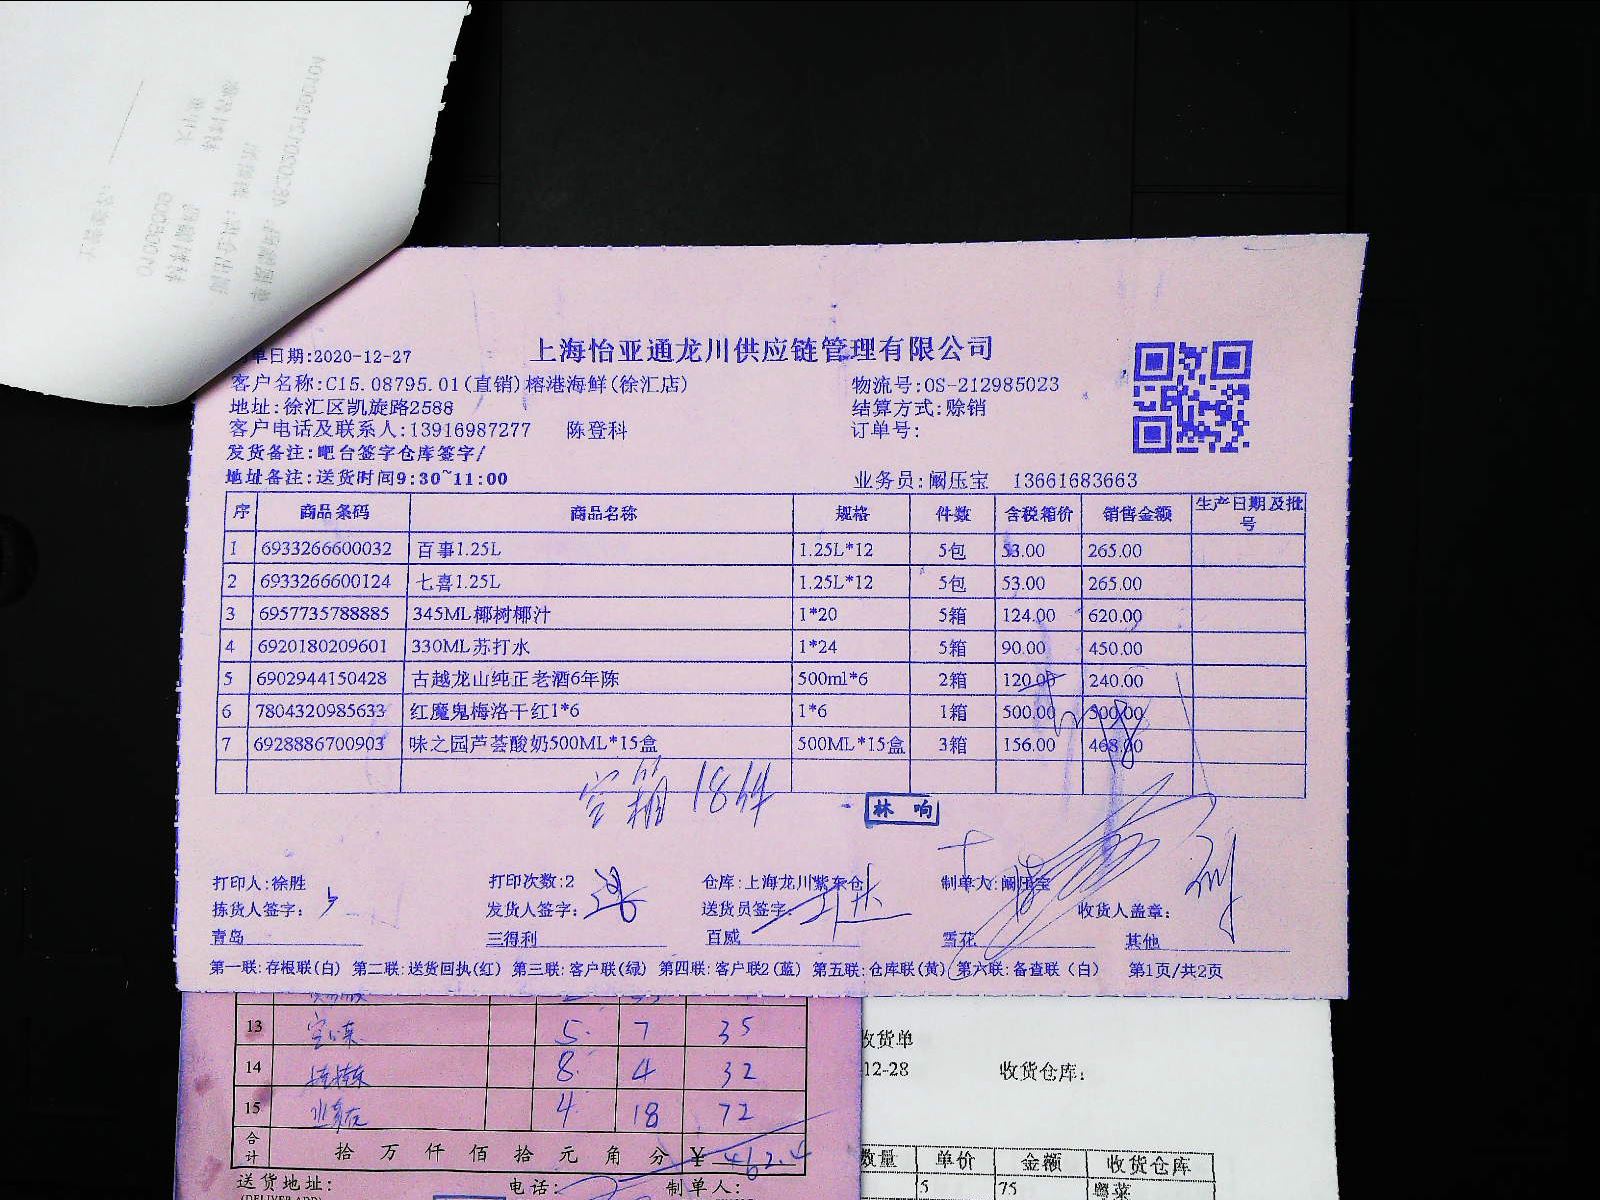 上海怡亚通龙川供应链管理有限公司
单日期:2020-12-27
客户名称:C15.08795.01(直销)榕港海鲜(徐汇店) 物流号:OS-212985023
地址:徐汇区凯旋路2588 结算方式:赊销
客户电话及联系人:13916987277 陈登科 订单号:
发货备注:吧台签字仓库签字/
地址备注:送货时间9:30~11:00 业务员:阚压宝 13661683663
序 商品条码 商品名称 规格 件数 含税箱价 销售金额 生产日期及批号
1 6933266600032 百事1.25L 1.25L*12 5包 53.00 265.00
2 6933266600124 七喜1.25L 1.25L*12 5包 53.00 265.00
3 6957735788885 345ML椰树椰汁 1*20 5箱 124.00 620.00
4 6920180209601 330ML苏打水 1*24 5箱 90.00 450.00
5 6902944150428 古越龙山纯正老酒6年陈 500ml*6 2箱 120.00 240.00
6 7804320985633 红魔鬼梅洛干红1*6 1*6 1箱 500.00 500.00
7 6928886700903 味之园芦荟酸奶500ML*15盒 500ML*15盒 3箱 156.00 468.00
空箱 18件
林 响
打印人:徐胜 打印次数:2 仓库:上海龙川紫东仓 制单人:阚压宝
拣货人签字: 发货人签字: 送货员签字: 收货人盖章:
青岛 三得利 百威 雪花 其他
第一联:存根联(白) 第二联:送货回执(红) 第三联:客户联(绿) 第四联:客户联2(蓝) 第五联:仓库联(黄) 第六联:备查联(白) 第1页/共2页
13 空心菜 5 7 35
14 8 4 32
15 4 18 72
合计 拾 万 仟 佰 拾 元 角 分 ¥ 462.4
送货地址: 电话: 制单人:
收货单
12-28 收货仓库:
数量 单价 金额 收货仓库
5 75 粤菜